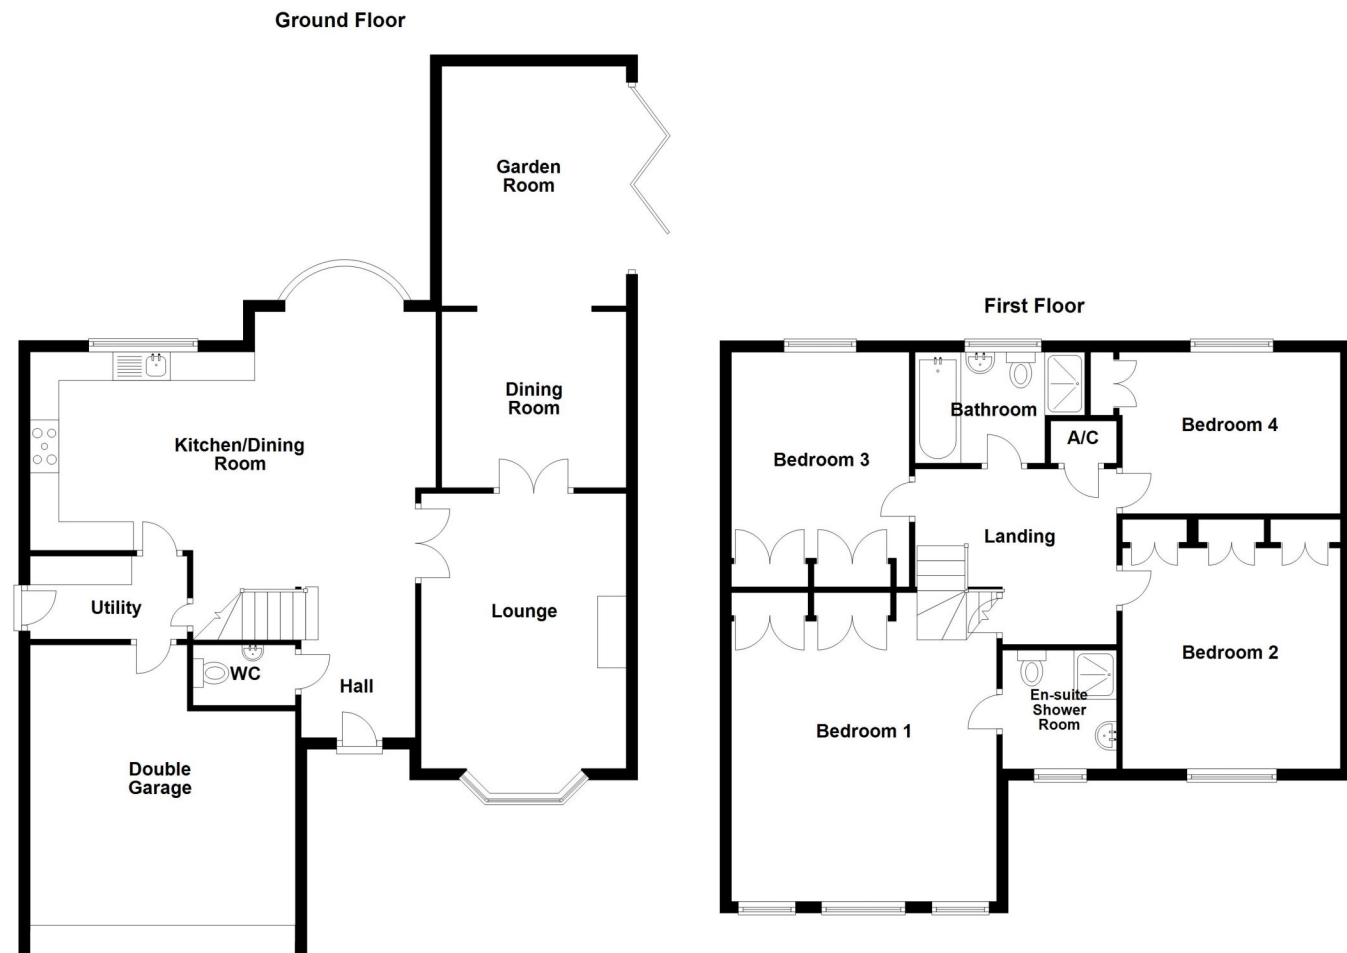 Ground Floor
Garden
Room
Dining
Room
Kitchen/Dining
Room
Utility
Lounge
WC
Hall
Double
Garage
First Floor
Bathroom
A/C
Bedroom 4
Bedroom 3
Landing
Bedroom 2
En-suite
Shower
Room
Bedroom 1